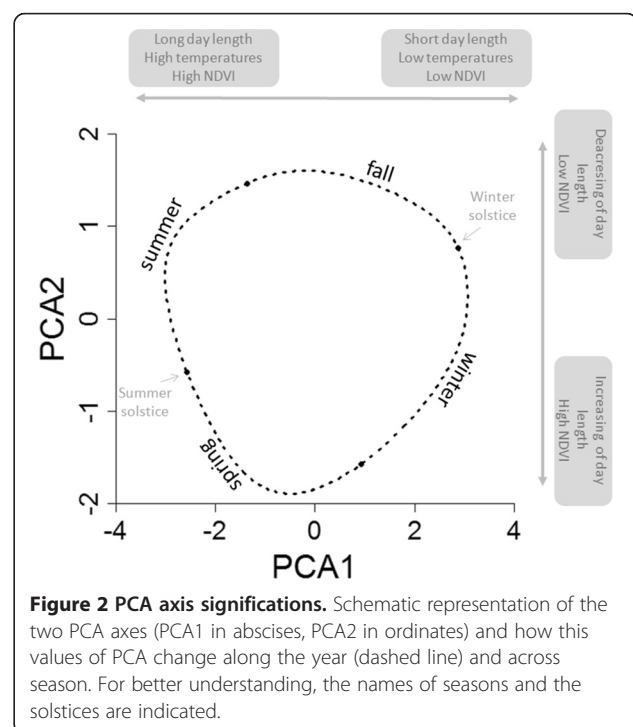 Long day length
High temperatures
High NDVI
Short day length
Low temperatures
Low NDVI
2
1
0
-1
-2
PCA2
summer
fall
Winter
solstice
Summer
solstice
spring
winter
Deacresing of day
length
Low NDVI
Increasing of day
length
High NDVI
-4
-2
0
2
4
PCA1
Figure 2 PCA axis significations. Schematic representation of the
two PCA axes (PCA1 in abscises, PCA2 in ordinates) and how this
values of PCA change along the year (dashed line) and across
season. For better understanding, the names of seasons and the
solstices are indicated.